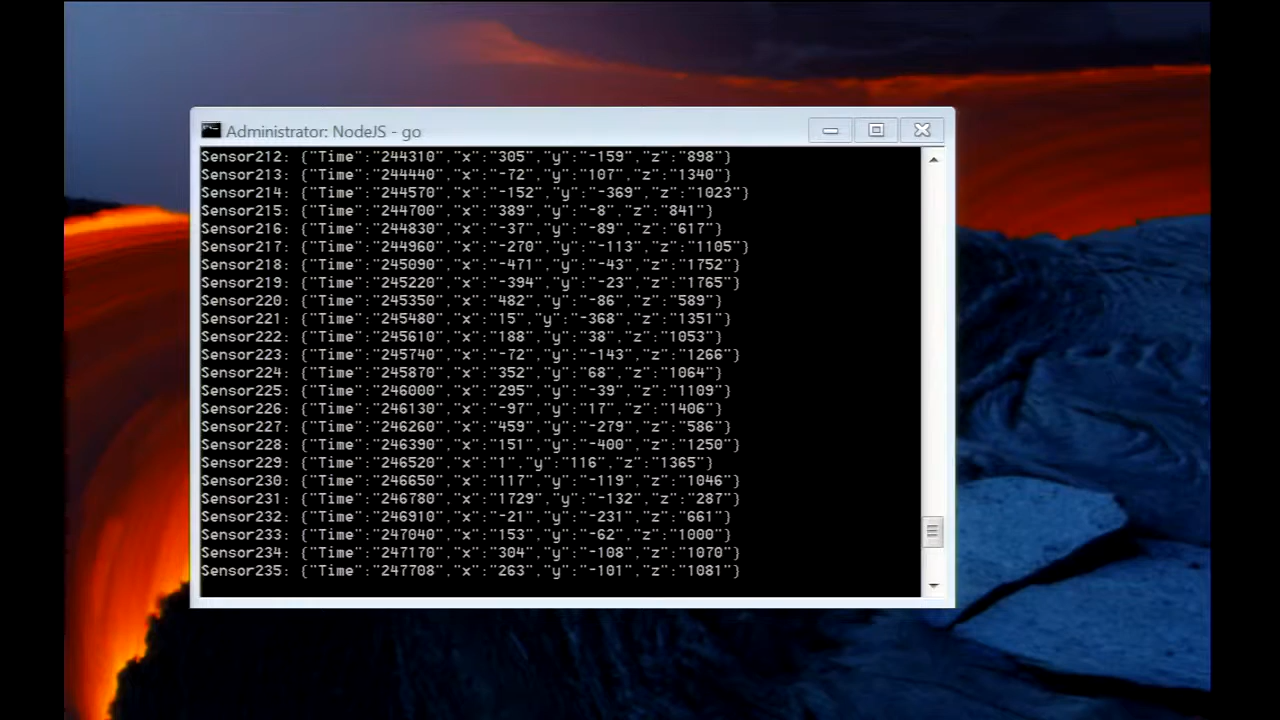 Administrator: NodeJS - go
Sensor212: {"Time":"244310","x":"305","y":"-159","z":"898"}
Sensor213: {"Time":"244440","x":"-72","y":"107","z":"1340"}
Sensor214: {"Time":"244570","x":"-152","y":"-369","z":"1023"}
Sensor215: {"Time":"244700","x":"389","y":"-8","z":"841"}
Sensor216: {"Time":"244830","x":"-37","y":"-89","z":"617"}
Sensor217: {"Time":"244960","x":"-270","y":"-113","z":"1105"}
Sensor218: {"Time":"245090","x":"-471","y":"-43","z":"1752"}
Sensor219: {"Time":"245220","x":"-394","y":"-23","z":"1765"}
Sensor220: {"Time":"245350","x":"482","y":"-86","z":"589"}
Sensor221: {"Time":"245480","x":"15","y":"-368","z":"1351"}
Sensor222: {"Time":"245610","x":"188","y":"38","z":"1053"}
Sensor223: {"Time":"245740","x":"-72","y":"-143","z":"1266"}
Sensor224: {"Time":"245870","x":"352","y":"68","z":"1064"}
Sensor225: {"Time":"246000","x":"295","y":"-39","z":"1109"}
Sensor226: {"Time":"246130","x":"-97","y":"17","z":"1406"}
Sensor227: {"Time":"246260","x":"459","y":"-279","z":"586"}
Sensor228: {"Time":"246390","x":"151","y":"-400","z":"1250"}
Sensor229: {"Time":"246520","x":"1","y":"116","z":"1365"}
Sensor230: {"Time":"246650","x":"117","y":"-119","z":"1046"}
Sensor231: {"Time":"246780","x":"1729","y":"-132","z":"287"}
Sensor232: {"Time":"246910","x":"-21","y":"-231","z":"661"}
Sensor233: {"Time":"247040","x":"153","y":"-62","z":"1000"}
Sensor234: {"Time":"247170","x":"304","y":"-108","z":"1070"}
Sensor235: {"Time":"247708","x":"263","y":"-101","z":"1081"}